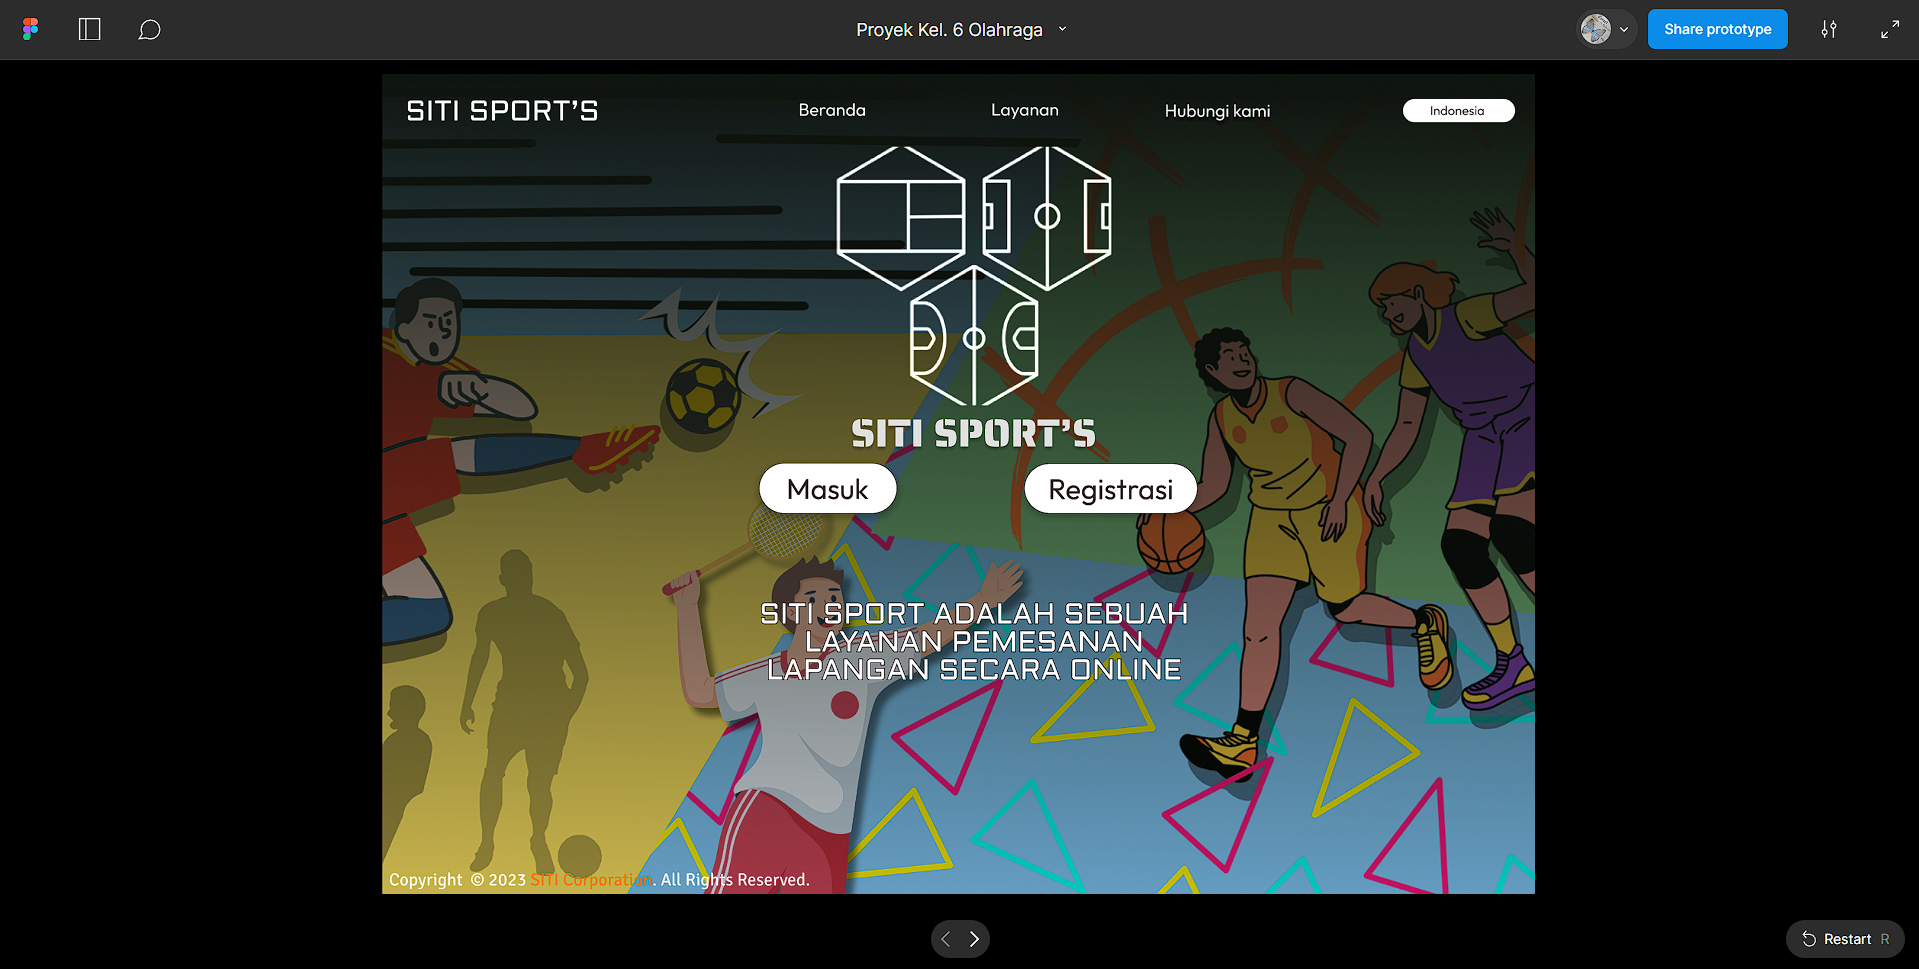 Proyek Kel. 6 Olahraga
Share prototype
SITI SPORT'S
Beranda
Layanan
Hubungi kami
Indonesia
SITI SPORT'S
Masuk
Registrasi
SITI SPORT ADALAH SEBUAH
LAYANAN PEMESANAN
LAPANGAN SECARA ONLINE
Copyright © 2023 SITI Corporation. All Rights Reserved.
Restart R